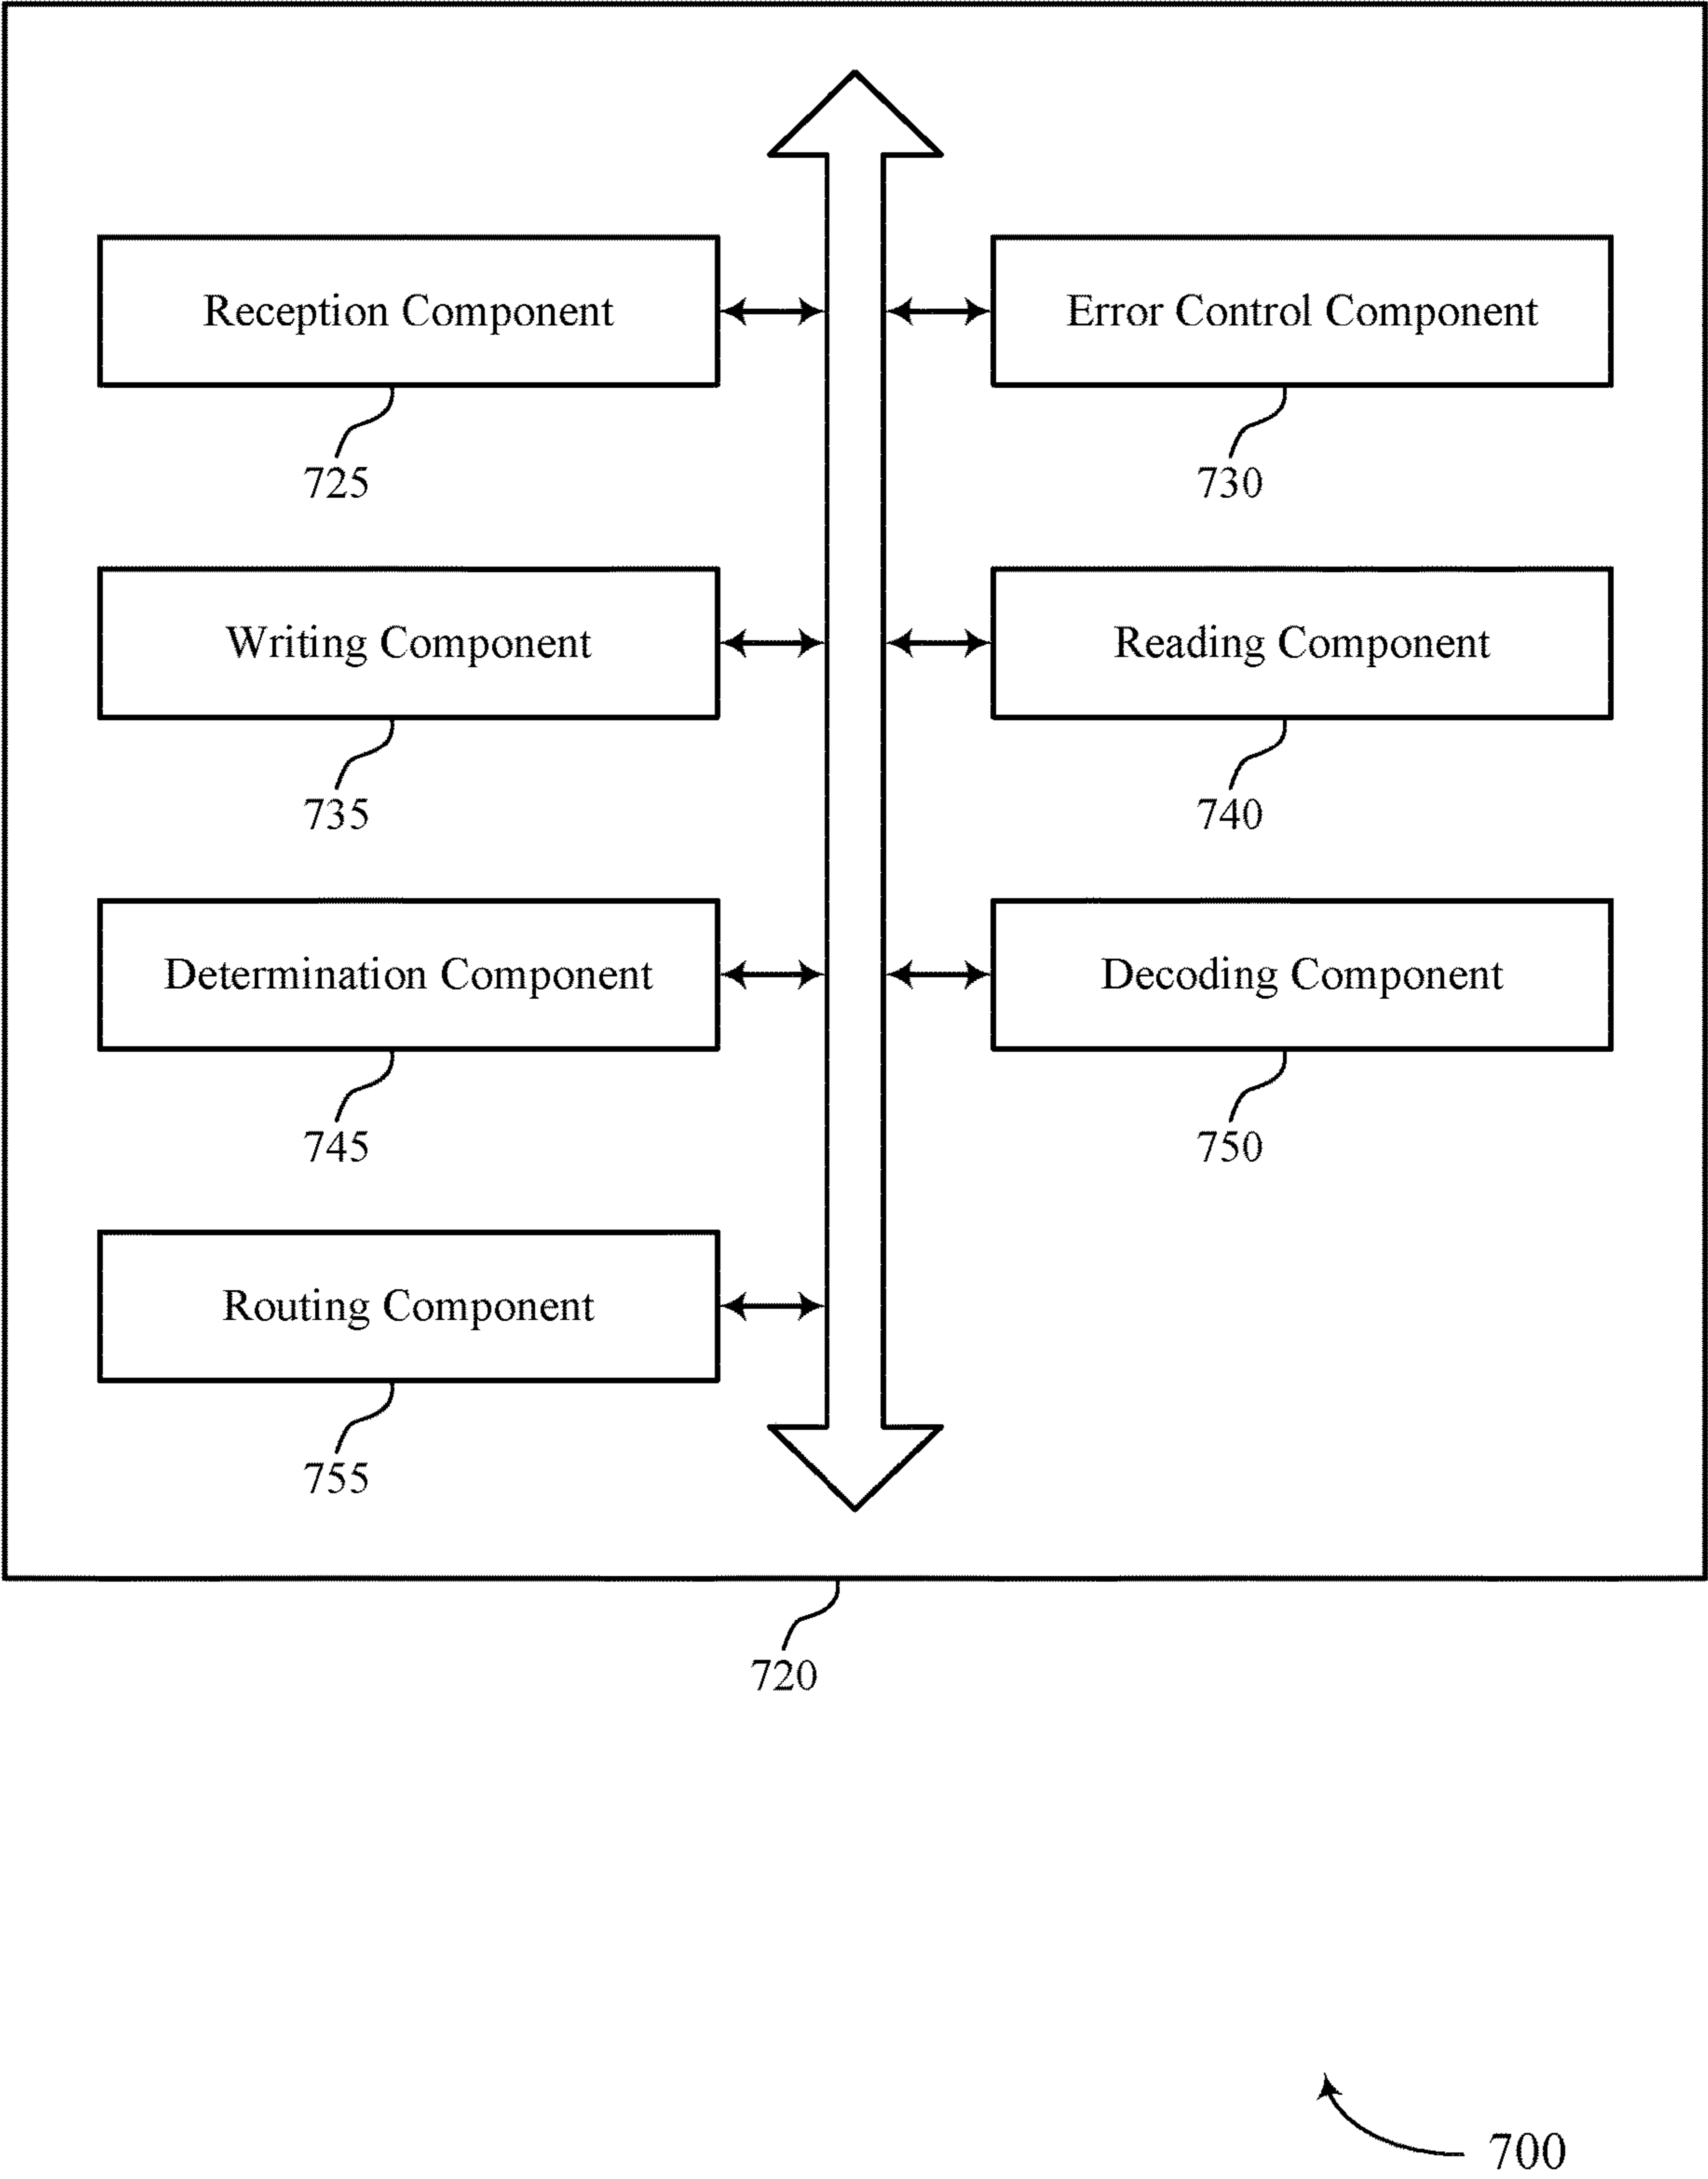 Reception Component
Error Control Component
725
730
Writing Component
Reading Component
735
740
Determination Component
Decoding Component
745
750
Routing Component
755
720
700